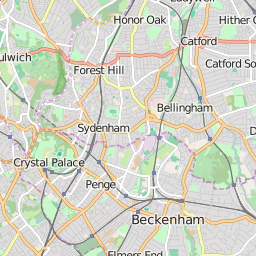 Honor Oak
Hither G
Catford
ulwich
Forest Hill
Catford So
Bellingham
Sydenham
D
Crystal Palace
Penge
Beckenham
Elmers End